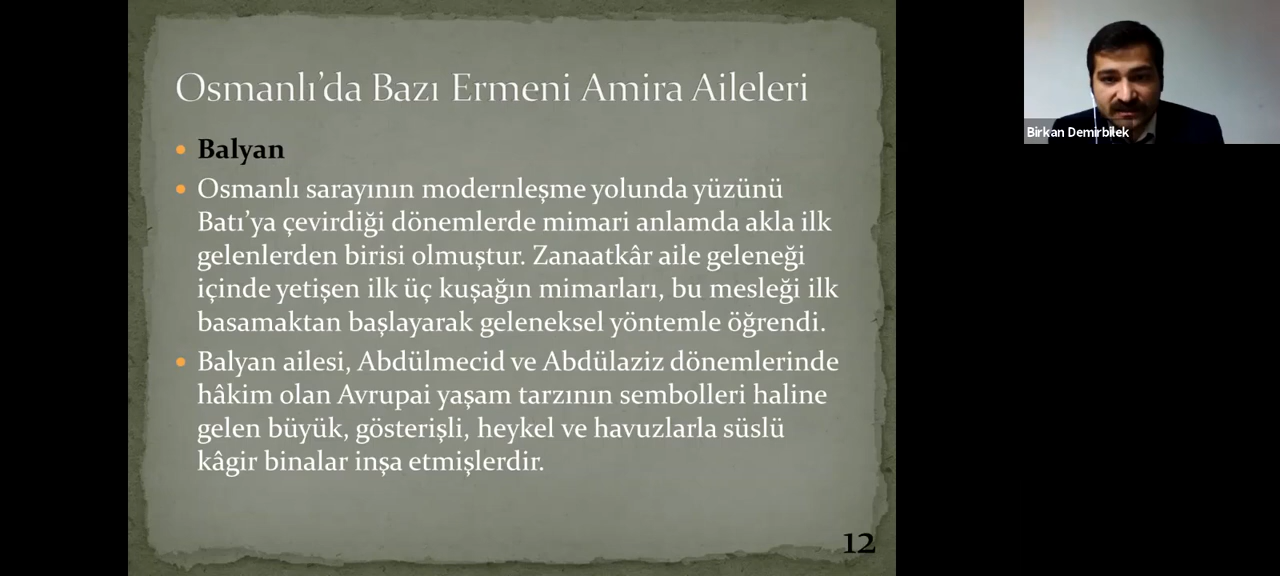 Osmanlı'da Bazı Ermeni Amira Aileleri
Balyan
Osmanlı sarayının modernleşme yolunda yüzünü
Batı'ya çevirdiği dönemlerde mimari anlamda akla ilk
gelenlerden birisi olmuştur. Zanaatkâr aile geleneği
içinde yetişen ilk üç kuşağın mimarları, bu mesleği ilk
basamaktan başlayarak geleneksel yöntemle öğrendi.
Balyan ailesi, Abdülmecid ve Abdülaziz dönemlerinde
hâkim olan Avrupai yaşam tarzının sembolleri haline
gelen büyük, gösterişli, heykel ve havuzlarla süslü
kâgir binalar inşa etmişlerdir.
12
Birkan Demirbilek